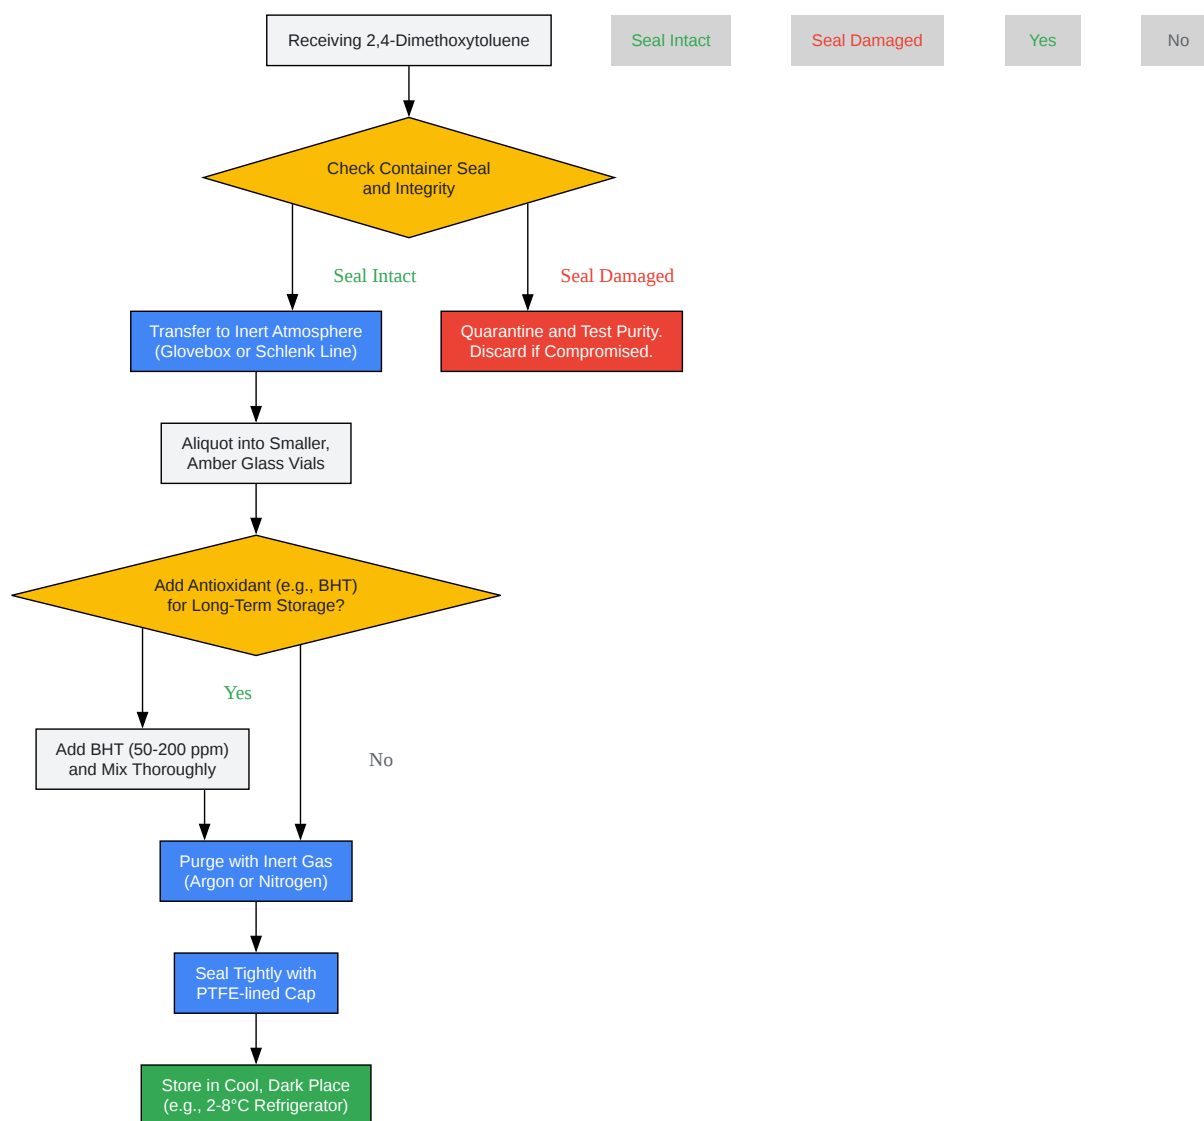 Receiving 2,4-Dimethoxytoluene
Seal Intact
Seal Damaged
Yes
No
Check Container Seal
and Integrity
Seal Intact
Seal Damaged
Transfer to Inert Atmosphere
(Glovebox or Schlenk Line)
Quarantine and Test Purity.
Discard if Compromised.
Aliquot into Smaller,
Amber Glass Vials
Add Antioxidant (e.g., BHT)
for Long-Term Storage?
Yes
No
Add BHT (50-200 ppm)
and Mix Thoroughly
Purge with Inert Gas
(Argon or Nitrogen)
Seal Tightly with
PTFE-lined Cap
Store in Cool, Dark Place
(e.g., 2-8°C Refrigerator)